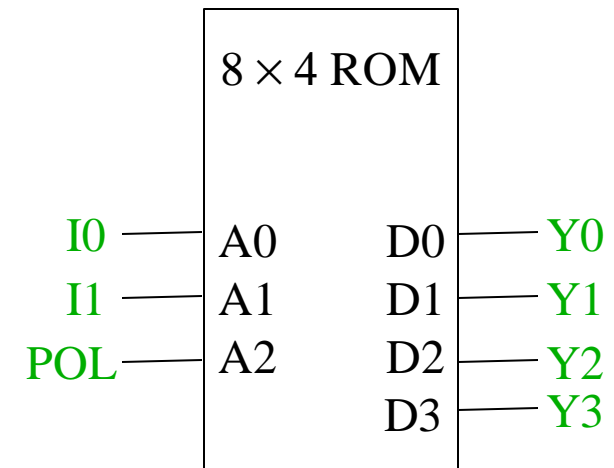 8 × 4 ROM
I0 A0 D0 Y0
I1 A1 D1 Y1
POL A2 D2 Y2
D3 Y3